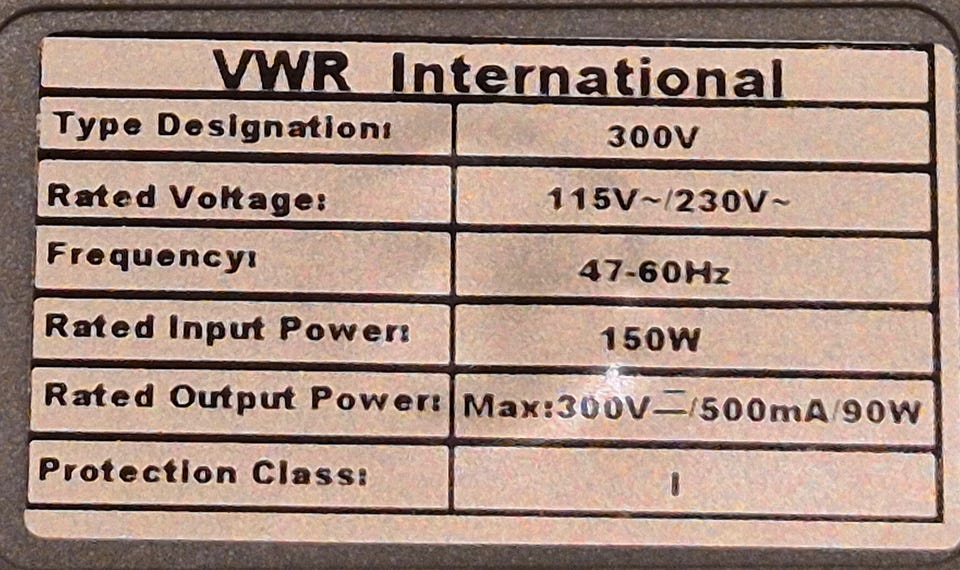 VWR International
Type Designation: 300V
Rated Voltage: 115V~/230V~
Frequency: 47-60Hz
Rated Input Power: 150W
Rated Output Power: Max:300V⎓/500mA/90W
Protection Class: I